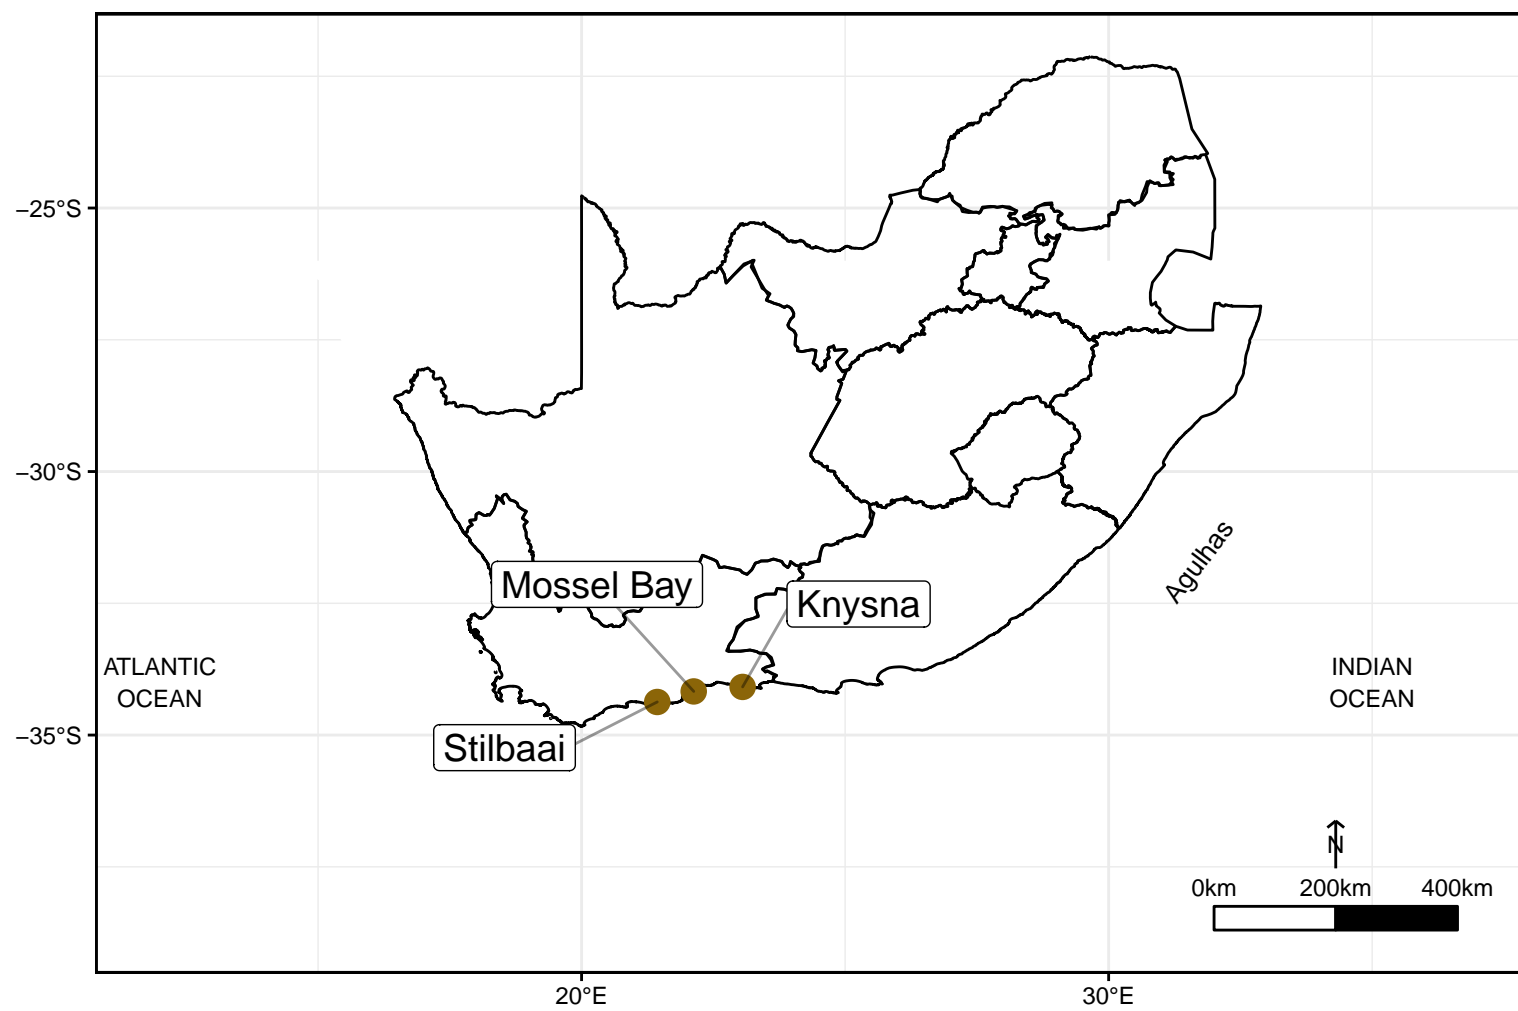 −25°S
−30°S
Agulhas
Mossel Bay
Knysna
ATLANTIC
OCEAN
INDIAN
OCEAN
−35°S
Stilbaai
N
0km 200km 400km
20°E 30°E